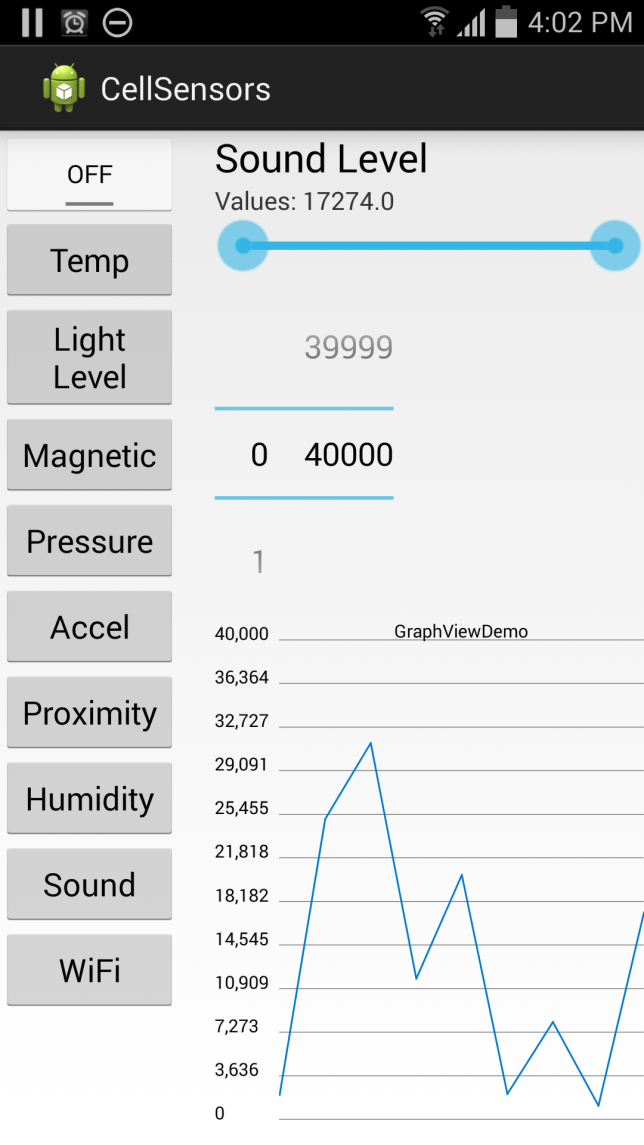 4:02 PM
CellSensors
OFF
Temp
Light
Level
Magnetic
Pressure
Accel
Proximity
Humidity
Sound
WiFi
Sound Level
Values: 17274.0
39999
0 40000
1
GraphViewDemo
40,000
36,364
32,727
29,091
25,455
21,818
18,182
14,545
10,909
7,273
3,636
0